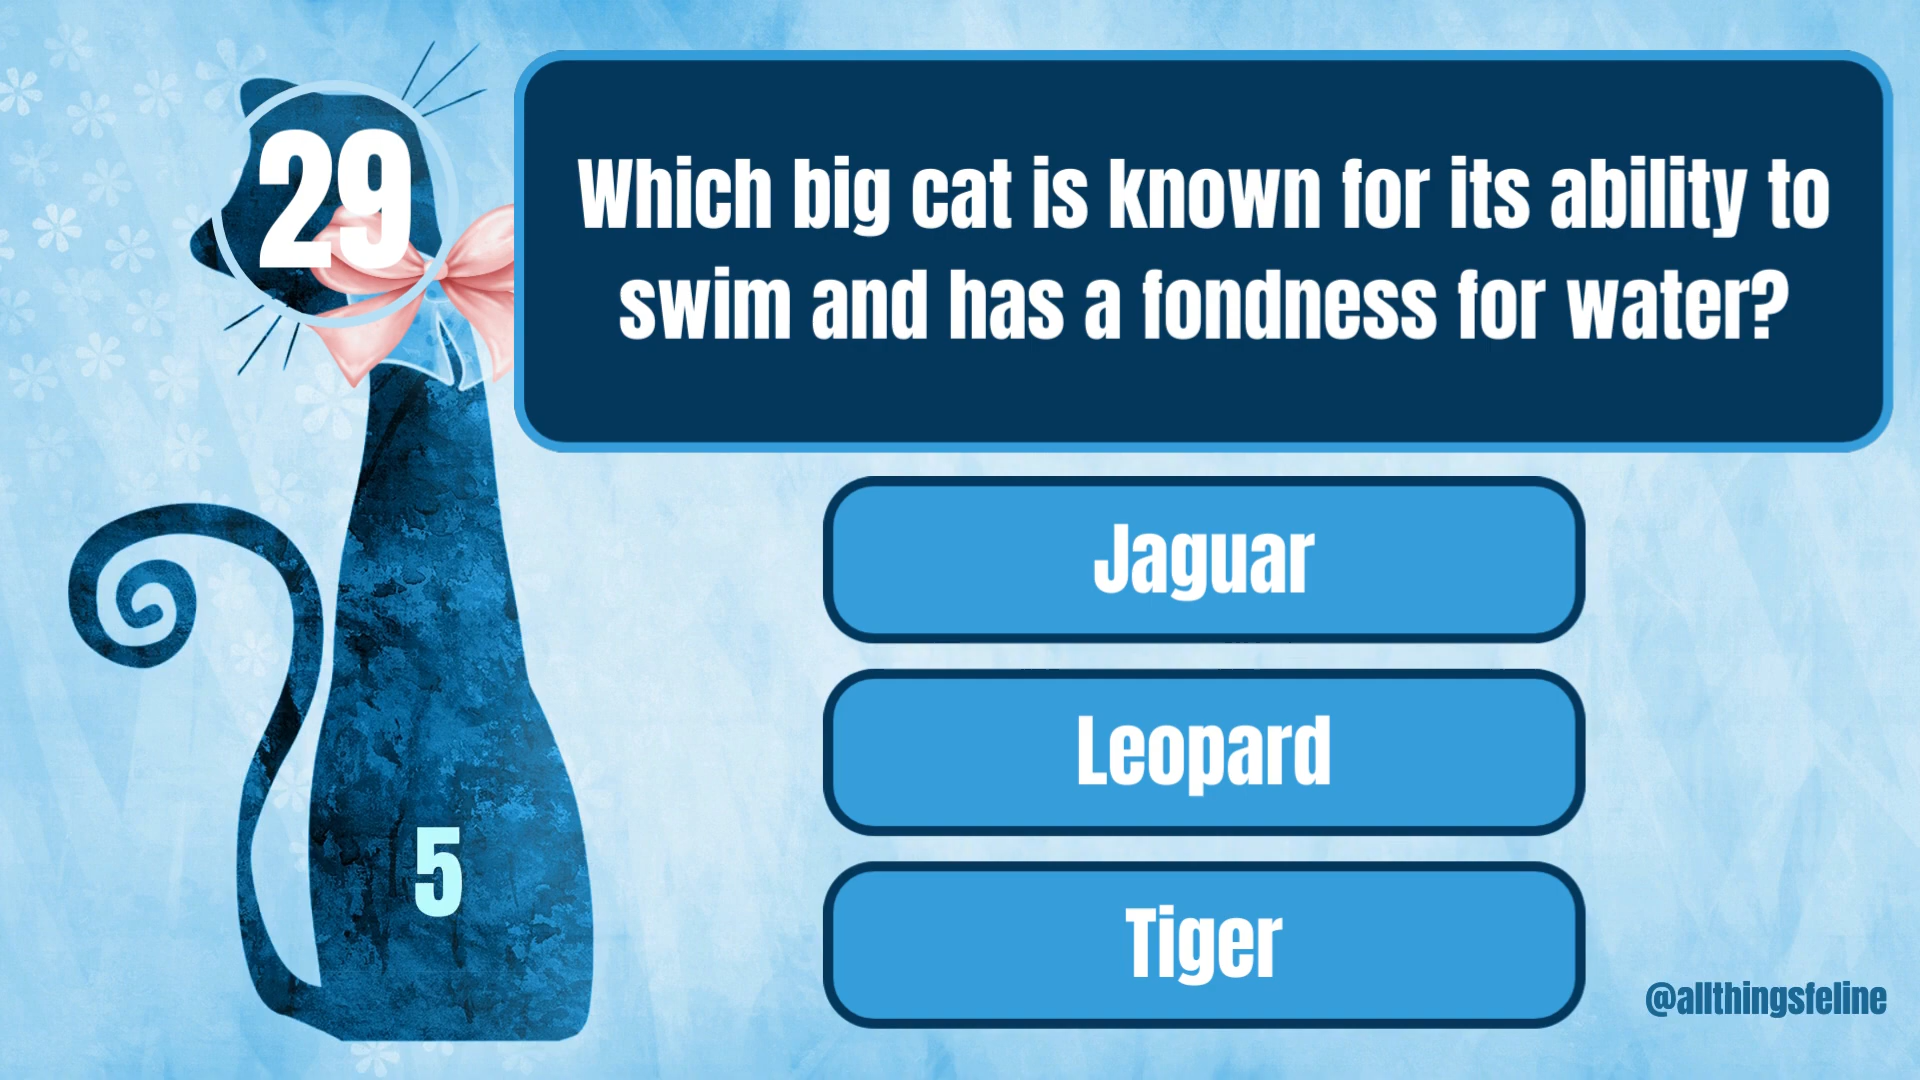 29
Which big cat is known for its ability to
swim and has a fondness for water?
Jaguar
Leopard
Tiger
5
@allthingsfeline